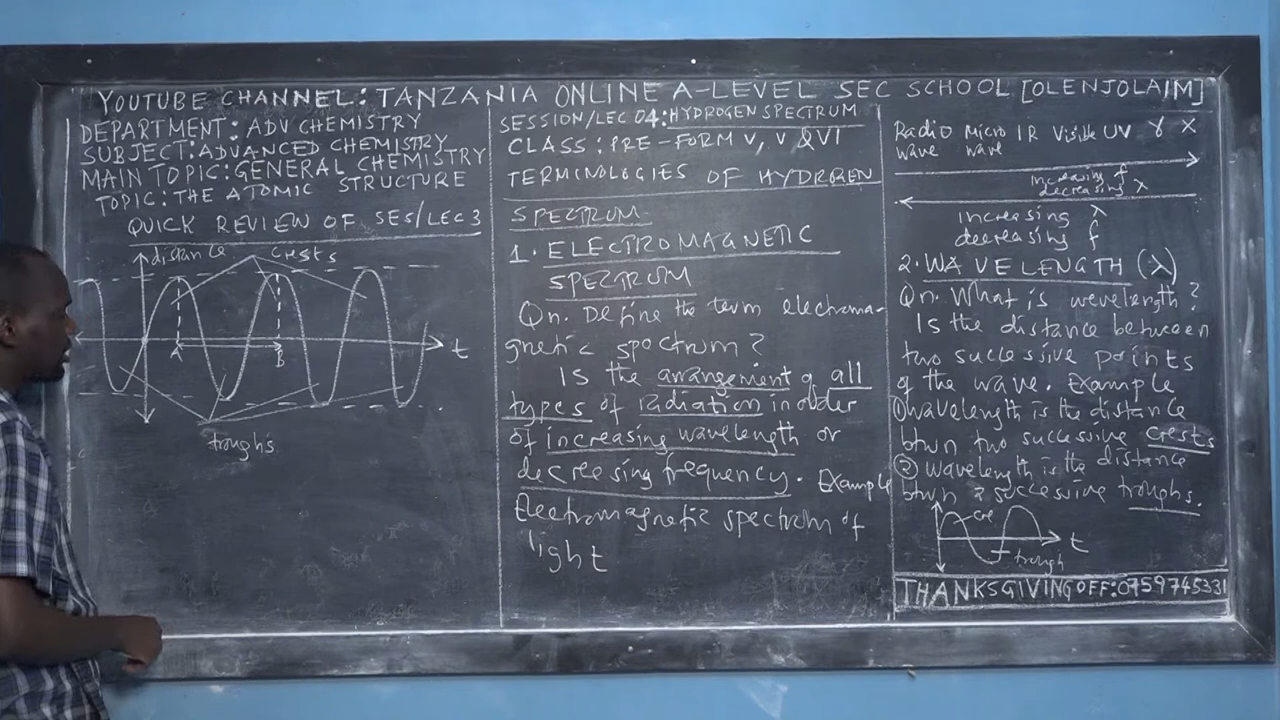 YOUTUBE CHANNEL: TANZANIA ONLINE A-LEVEL SEC SCHOOL [OLENJOLAIM]
DEPARTMENT: ADV CHEMISTRY
SUBJECT: ADVANCED CHEMISTRY
MAIN TOPIC: GENERAL CHEMISTRY
TOPIC: THE ATOMIC STRUCTURE
QUICK REVIEW OF SES/LEC 3
distance crests
A B t
troughs
SESSION/LEC 04: HYDROGEN SPECTRUM
CLASS: PRE-FORM V, V & VI
TERMINOLOGIES OF HYDROGEN
SPECTRUM
1. ELECTROMAGNETIC
SPECTRUM
Qn. Define the term electroma-
gnetic spectrum?
Is the arrangement of all
types of radiation in order
of increasing wavelength or
decreesing frequency. Example
Electromagnetic spectrum of
light
Radio Micro IR Visible UV γ X
wave wave
increasing f
decreasing λ
increasing λ
decreasing f
2. WAVELENGTH (λ)
Qn. What is wavelength?
Is the distance between
two successive points
of the wave. Example
① wavelength is the distance
btwn two successive crests
② wavelength is the distance
btwn 2 successive troughs.
t
trough
THANKSGIVING OFF: 0759745331